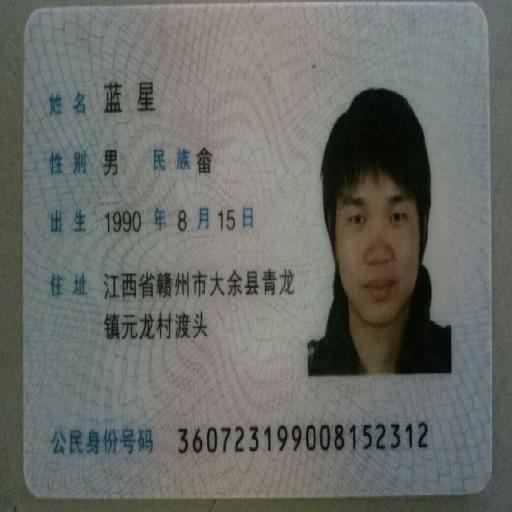 姓名 蓝星
性别 男 民族 畲
出生 1990 年 8 月 15 日
住址 江西省赣州市大余县青龙
镇元龙村渡头
公民身份号码 360723199008152312